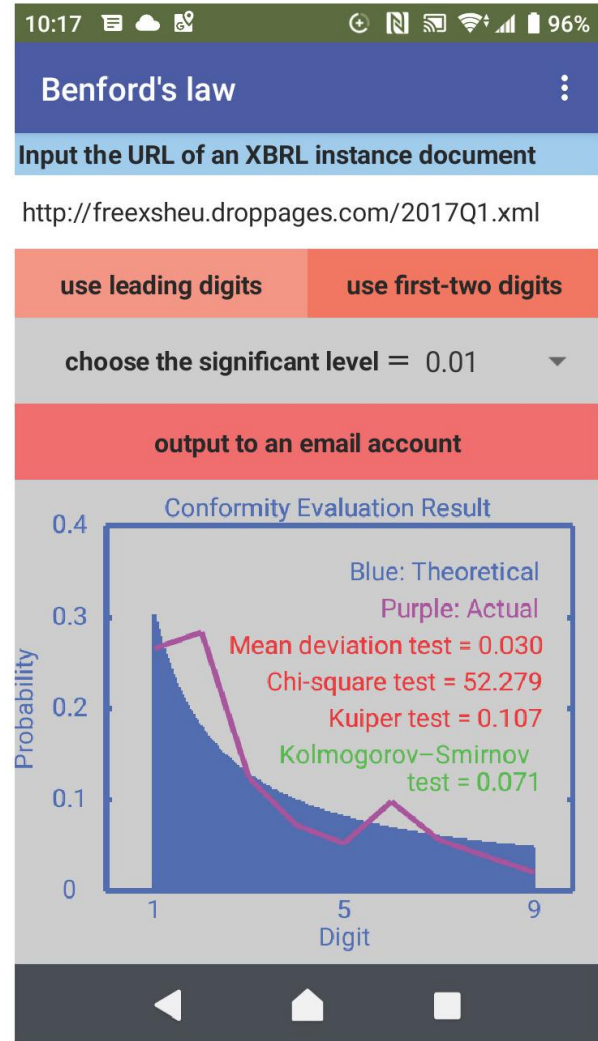 10:17 96%
Benford's law
Input the URL of an XBRL instance document
http://freexsheu.droppages.com/2017Q1.xml
use leading digits use first-two digits
choose the significant level = 0.01
output to an email account
Conformity Evaluation Result
0.4
Blue: Theoretical
0.3
Purple: Actual
Mean deviation test = 0.030
Chi-square test = 52.279
0.2
Kuiper test = 0.107
Kolmogorov–Smirnov
test = 0.071
0.1
0
Probability
1 5 9
Digit